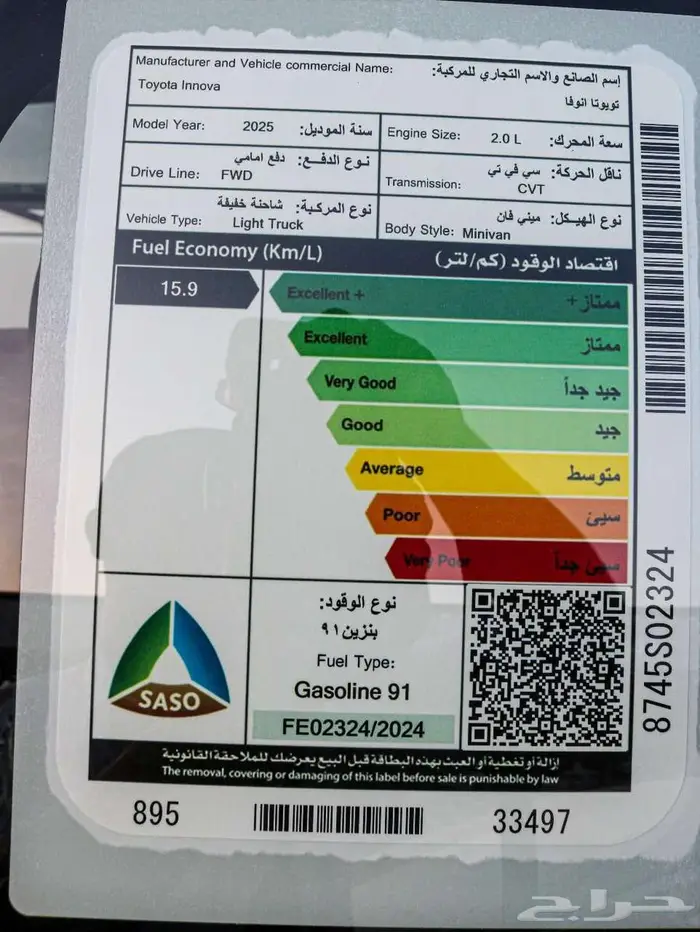 Manufacturer and Vehicle commercial Name: إسم الصانع والاسم التجاري للمركبة:
Toyota Innova تويوتا انوفا
Model Year: 2025 سنة الموديل: Engine Size: 2.0 L سعة المحرك:
Drive Line: FWD دفع امامي نوع الدفع: Transmission: CVT سي في تي ناقل الحركة:
Vehicle Type: Light Truck شاحنة خفيفة نوع المركبة: Body Style: Minivan ميني فان نوع الهيكل:
Fuel Economy (Km/L) اقتصاد الوقود (كم/لتر)
15.9 Excellent + ممتاز+
Excellent ممتاز
Very Good جيد جداً
Good جيد
Average متوسط
Poor سيئ
Very Poor سيئ جداً
نوع الوقود:
بنزين ٩١
Fuel Type:
Gasoline 91
SASO
FE02324/2024
إزالة أو تغطية أو العبث بهذه البطاقة قبل البيع يعرضك للملاحقة القانونية
The removal, covering or damaging of this label before sale is punishable by law
895 33497
8745S02324
حراج